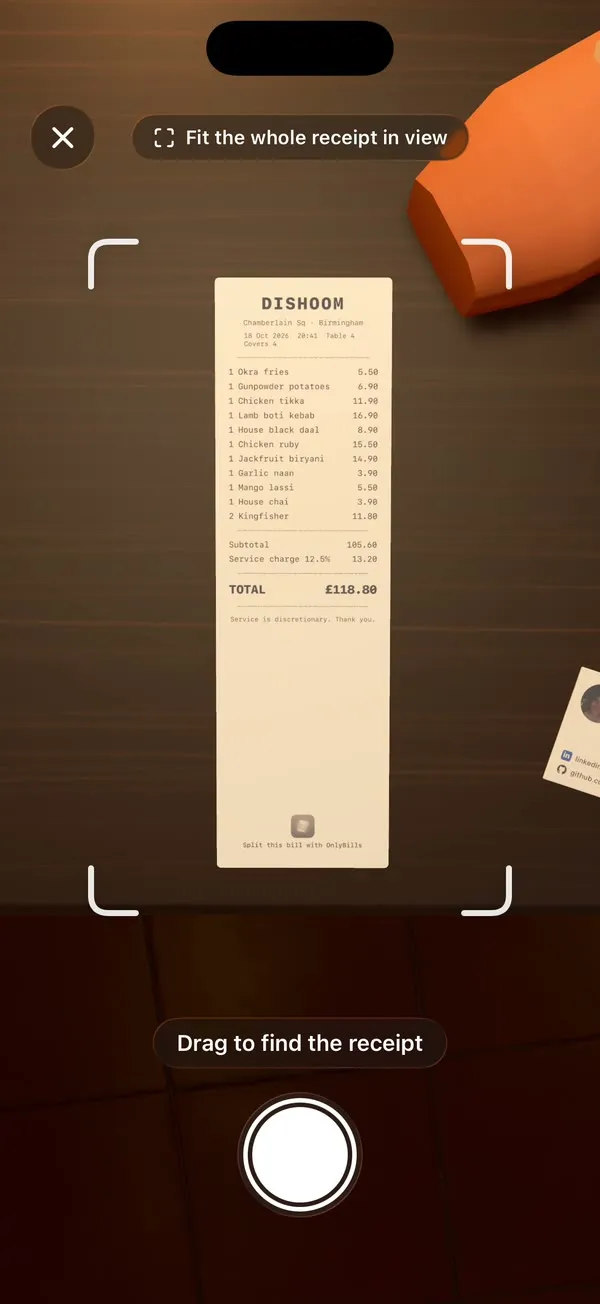 Fit the whole receipt in view
DISHOOM
Chamberlain Sq · Birmingham
18 Oct 2026 20:41 Table 4
Covers 4
1 Okra fries 5.50
1 Gunpowder potatoes 6.90
1 Chicken tikka 11.90
1 Lamb boti kebab 16.90
1 House black daal 8.90
1 Chicken ruby 15.50
1 Jackfruit biryani 14.90
1 Garlic naan 3.90
1 Mango lassi 5.50
1 House chai 3.90
2 Kingfisher 11.80
Subtotal 105.60
Service charge 12.5% 13.20
TOTAL £118.80
Service is discretionary. Thank you.
in linkedin
github.co
Split this bill with OnlyBills
Drag to find the receipt